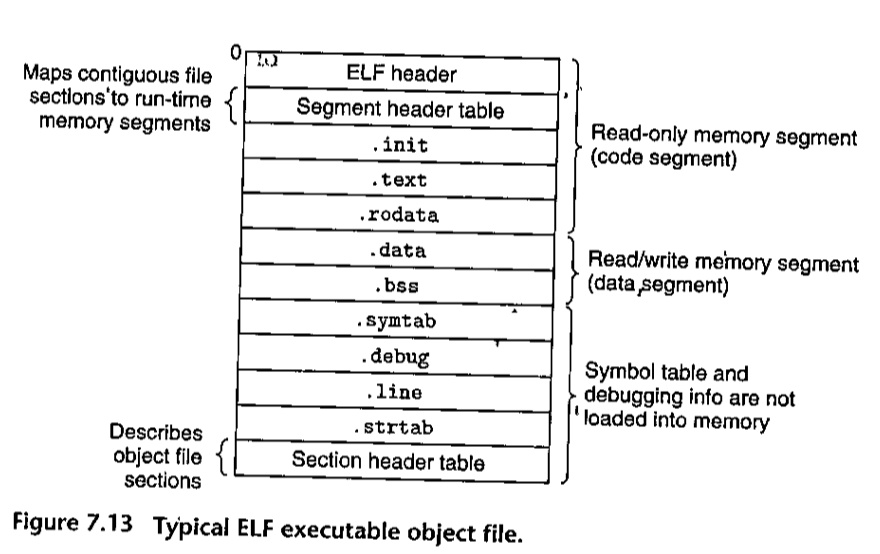 0
ELF header
Maps contiguous file
sections to run-time
memory segments
Segment header table
.init
.text
.rodata
Read-only memory segment
(code segment)
.data
.bss
Read/write memory segment
(data segment)
.symtab
.debug
.line
.strtab
Symbol table and
debugging info are not
loaded into memory
Describes
object file
sections
Section header table
Figure 7.13 Typical ELF executable object file.